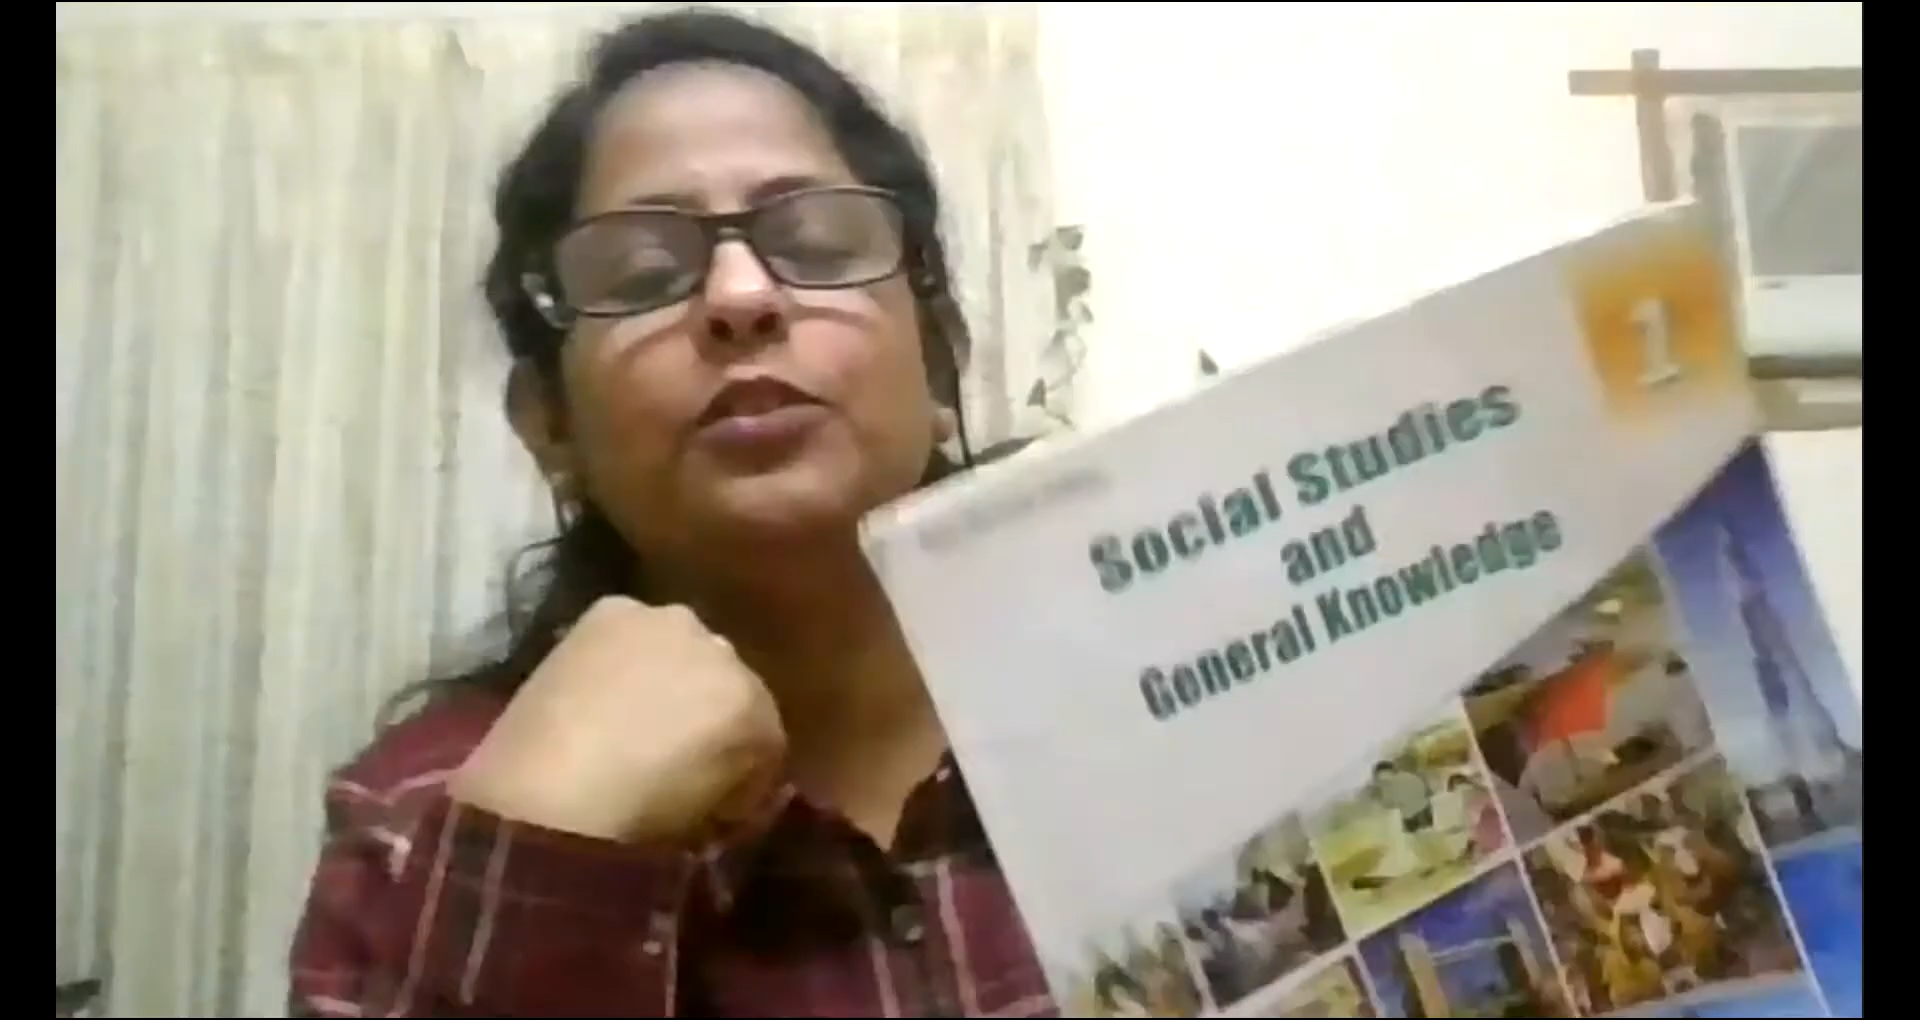 1
Social Studies
and
General Knowledge